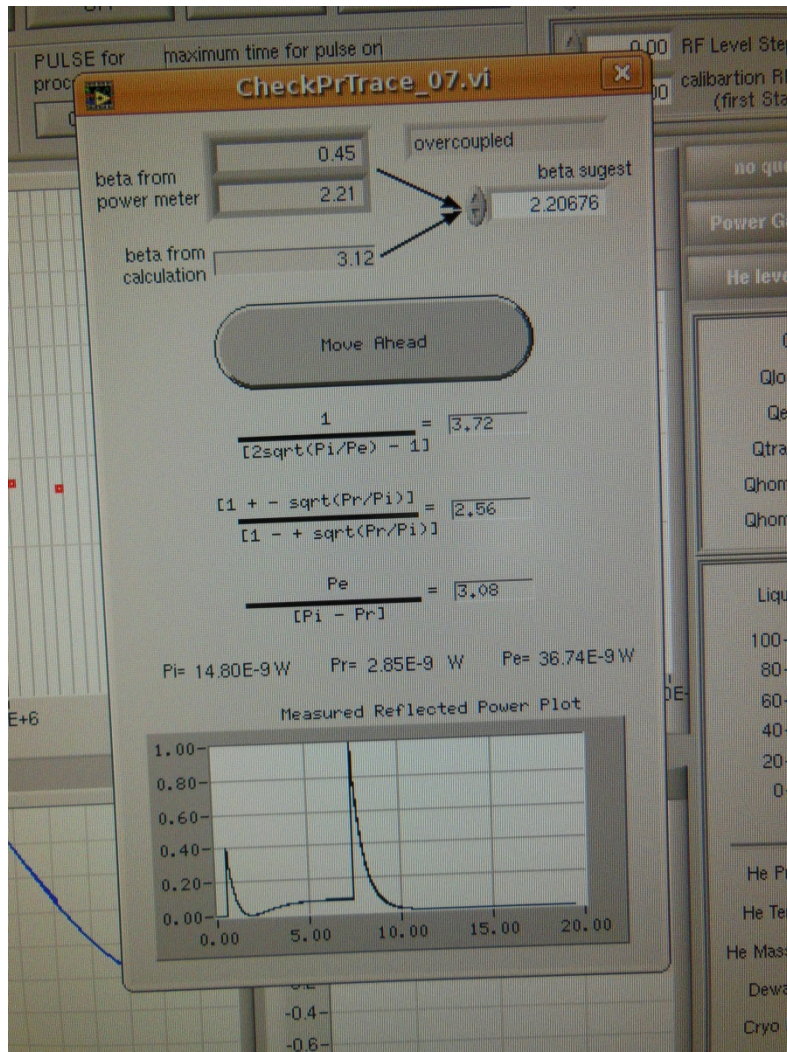 PULSE for
maximum time for pulse on
0.00
RF Level Ste
calibartion R
(first Sta
CheckPrTrace_07.vi
beta from
power meter
0.45
2.21
overcoupled
beta sugest
2.20676
beta from
calculation
3.12
Move Ahead
1
[2sqrt(Pi/Pe) - 1]
= 3.72
[1 + - sqrt(Pr/Pi)]
[1 - + sqrt(Pr/Pi)]
= 2.56
Pe
[Pi - Pr]
= 3.08
Pi= 14.80E-9 W Pr= 2.85E-9 W Pe= 36.74E-9 W
Measured Reflected Power Plot
1.00
0.80
0.60
0.40
0.20
0.00
0.00 5.00 10.00 15.00 20.00
E+6
no qu
Power G
He leve
Qlo
Qe
Qtra
Qhom
Qhom
Liqu
100
80
60
40
20
0
He P
He Te
He Mass
Dewa
Cryo
-0.4
-0.6